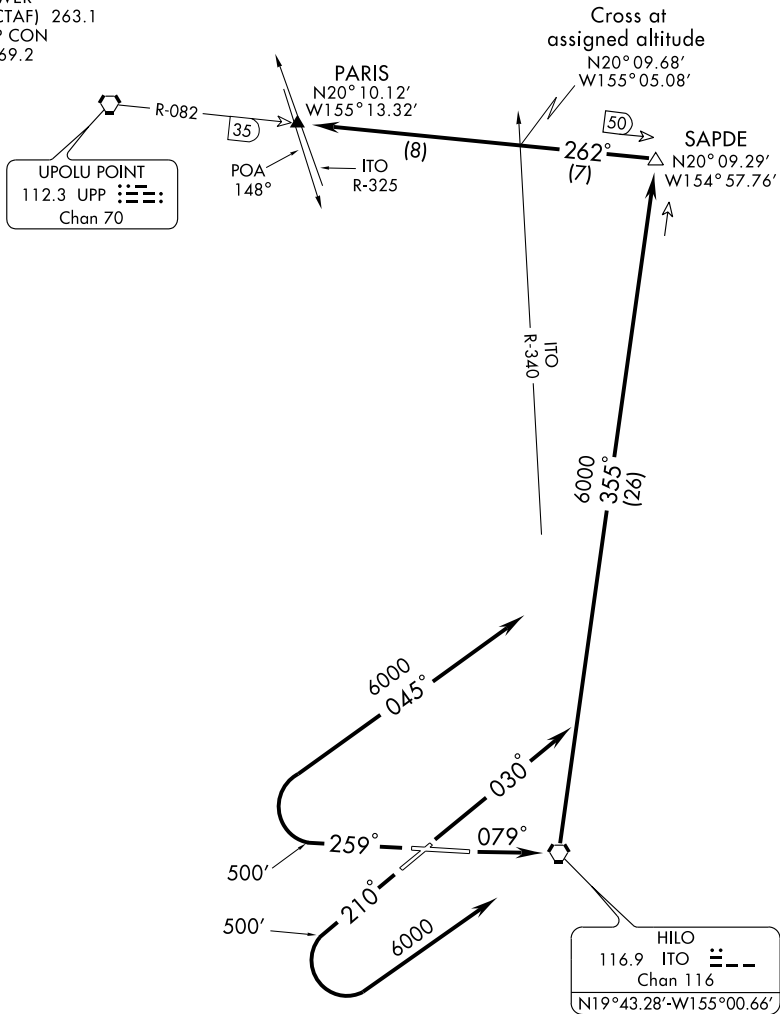 CTAF) 263.1
P CON
69.2
Cross at
assigned altitude
N20°09.68'
W155°05.08'
PARIS
N20°10.12'
W155°13.32'
R-082
35
(8)
50
262°
(7)
SAPDE
N20°09.29'
W154°57.76'
POA
148°
ITO
R-325
UPOLU POINT
112.3 UPP
Chan 70
ITO
R-340
6000
355°
(26)
6000
045°
030°
259°
079°
500'
210°
500'
6000
HILO
116.9 ITO
Chan 116
N19°43.28'-W155°00.66'